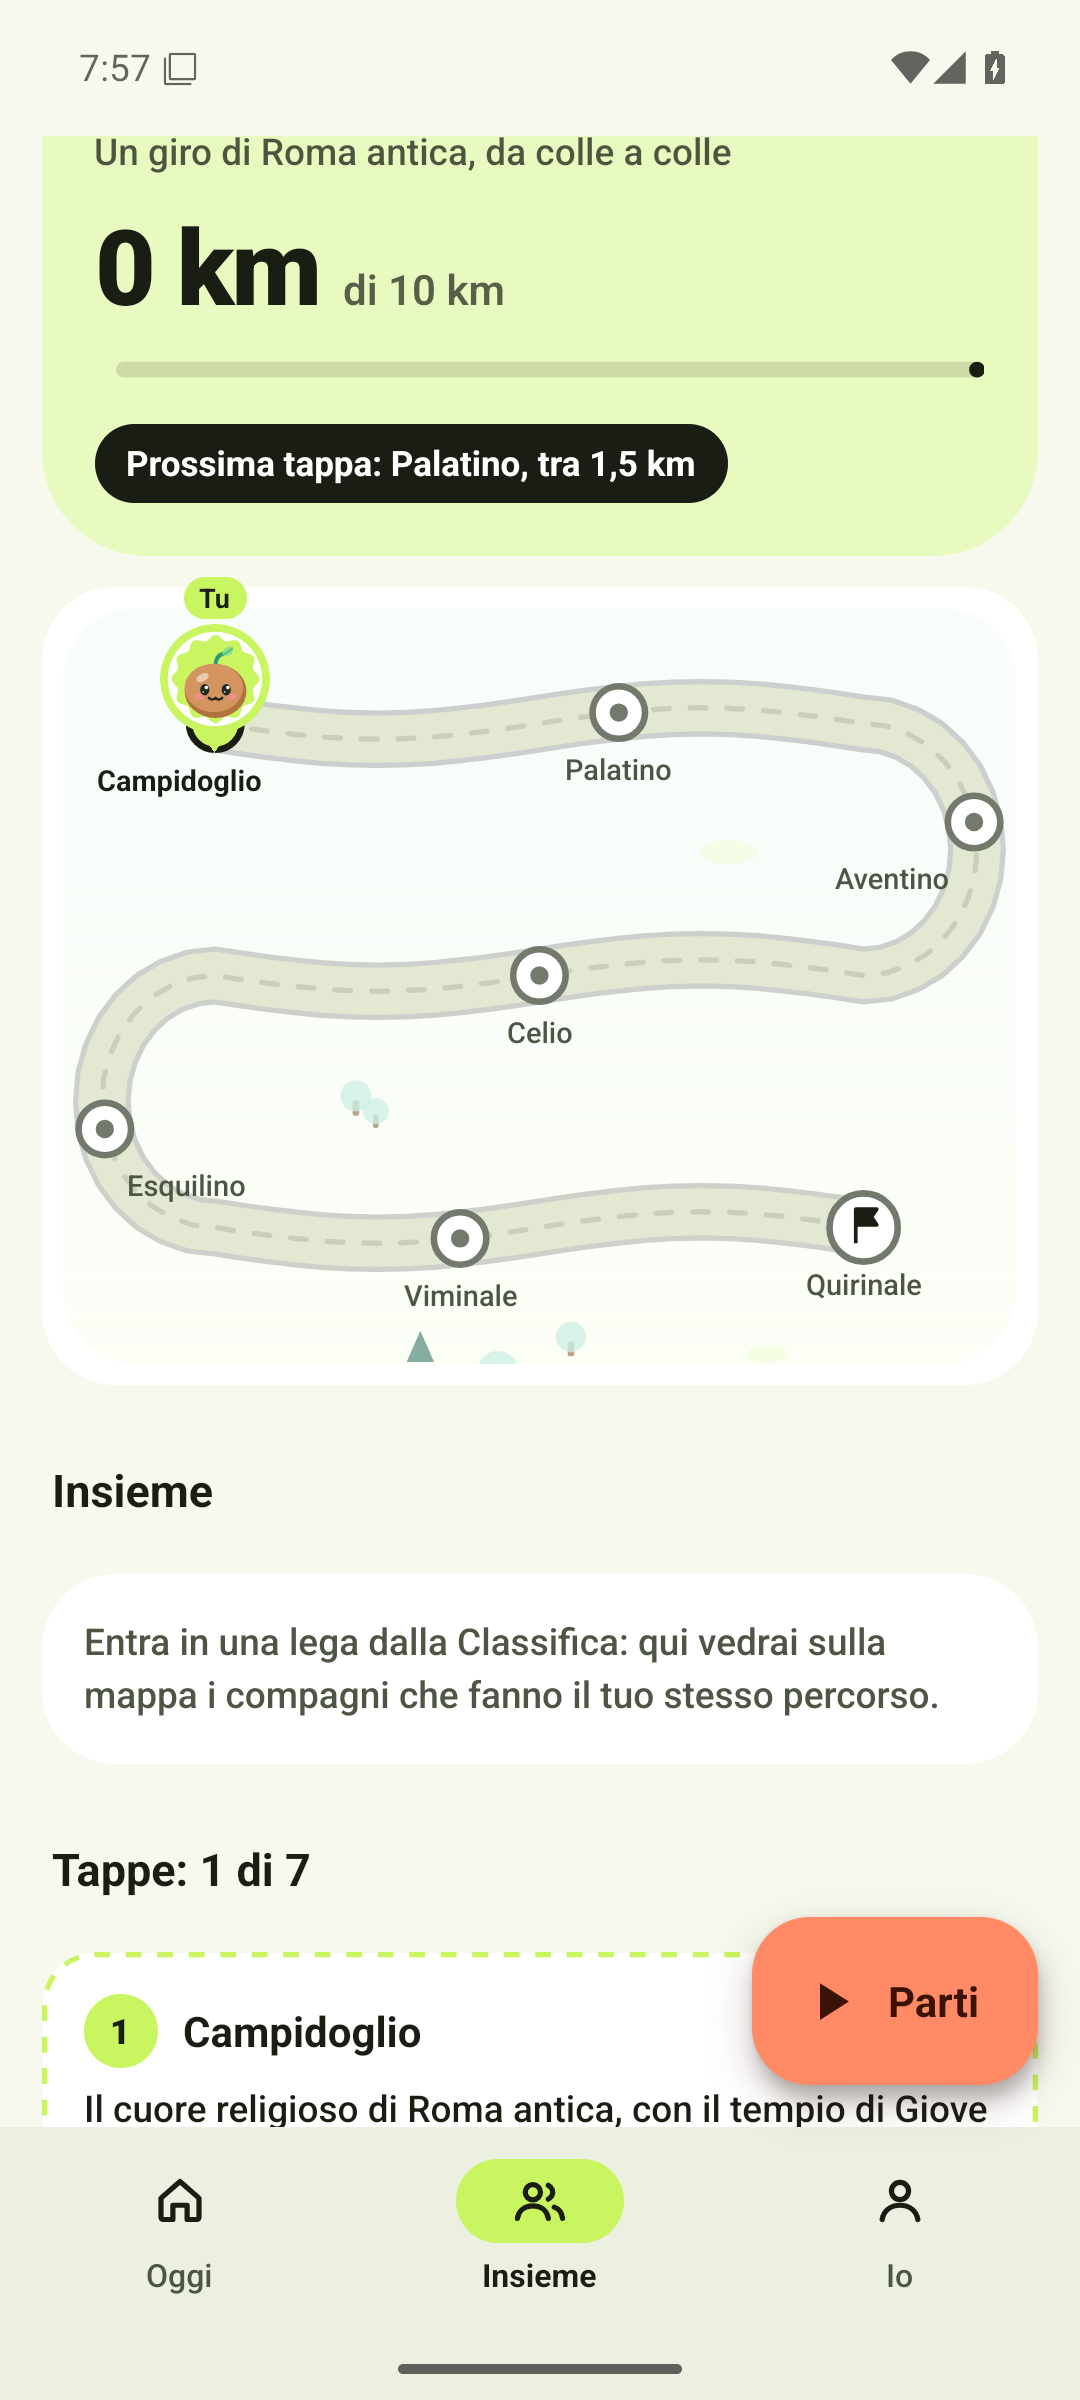 7:57
Un giro di Roma antica, da colle a colle
0 km di 10 km
Prossima tappa: Palatino, tra 1,5 km
Tu
Campidoglio
Palatino
Aventino
Celio
Esquilino
Viminale
Quirinale
Insieme
Entra in una lega dalla Classifica: qui vedrai sulla
mappa i compagni che fanno il tuo stesso percorso.
Tappe: 1 di 7
1 Campidoglio
Parti
Il cuore religioso di Roma antica, con il tempio di Giove
Oggi
Insieme
Io